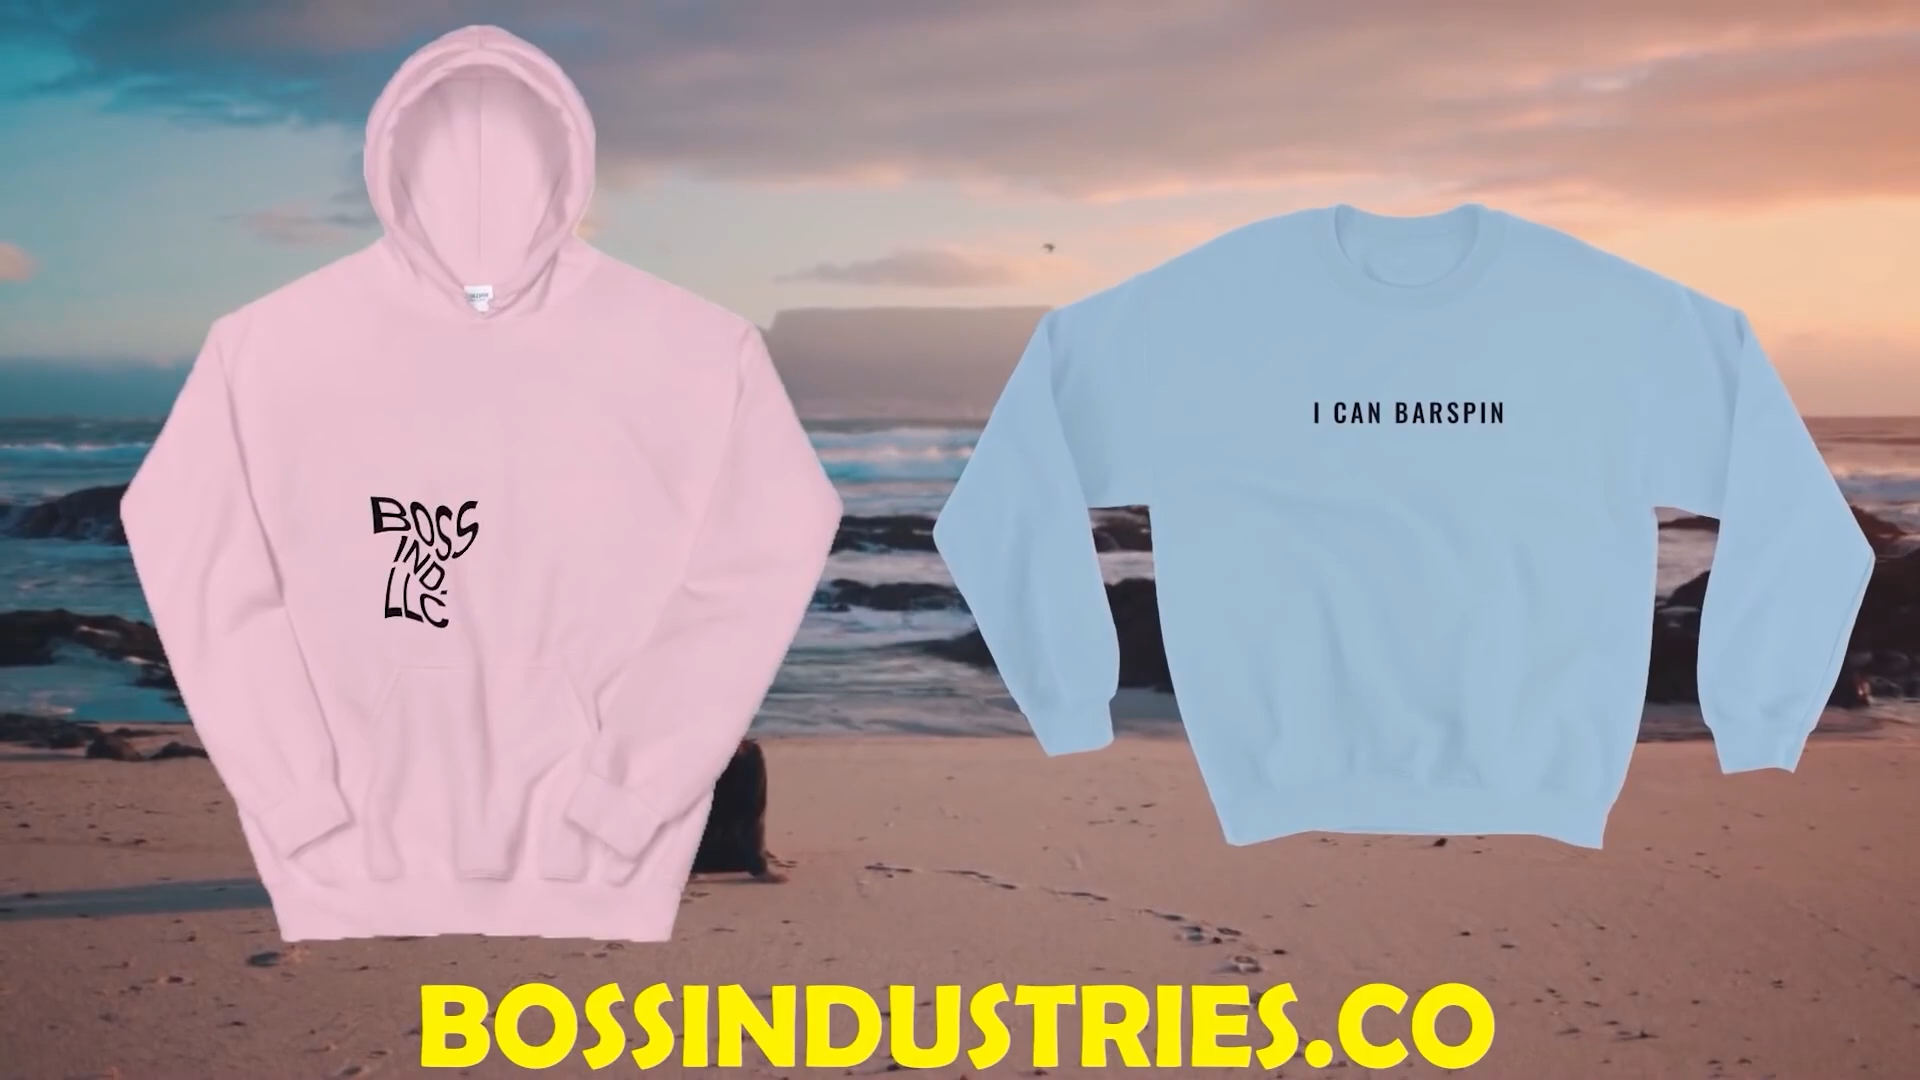 BOSS
IND.
LLC
I CAN BARSPIN
BOSSINDUSTRIES.CO